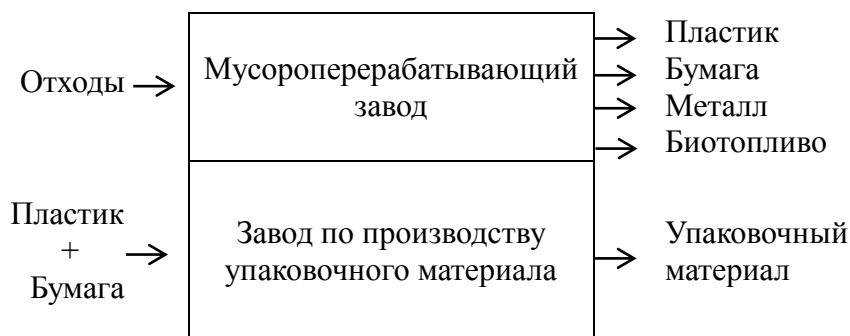 Отходы
Мусороперерабатывающий
завод
Пластик
Бумага
Металл
Биотопливо
Пластик
+
Бумага
Завод по производству
упаковочного материала
Упаковочный
материал